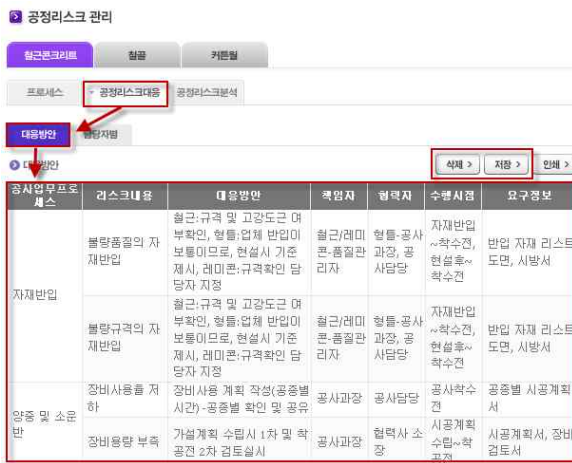 공정리스크 관리
철근콘크리트 철골 커튼월
프로세스 공정리스크대응 공정리스크분석
대응방안 담당자별
대응방안
삭제 > 저장 > 인쇄 >
공사업무프로
세스
리스크내용 대응방안 책임자 협력자 수행시점 요구정보
자재반입
불량품질의 자
재반입
철근:규격 및 고강도근 여
부확인, 형틀:업체 반입이
보통이므로, 현설시 기준
제시, 레미콘:규격확인 담
당자 지정
철근/레미
콘-품질관
리자
형틀-공사
과장, 공
사담당
자재반입
~착수전,
현설후~
착수전
반입 자재 리스트
도면, 시방서
불량규격의 자
재반입
철근:규격 및 고강도근 여
부확인, 형틀:업체 반입이
보통이므로, 현설시 기준
제시, 레미콘:규격확인 담
당자 지정
철근/레미
콘-품질관
리자
형틀-공사
과장, 공
사담당
자재반입
~착수전,
현설후~
착수전
반입 자재 리스트
도면, 시방서
양중 및 소운
반
장비사용율 저
하
장비사용 계획 작성(공종별
시간) -공종별 확인 및 공유
공사과장
공사담당
공사착수
전
공종별 시공계획
서
장비용량 부족
가설계획 수립시 1차 및 착
공전 2차 검토실시
공사과장
협력사 소
장
시공계획
수립~착
공전
시공계획서, 장비
검토서